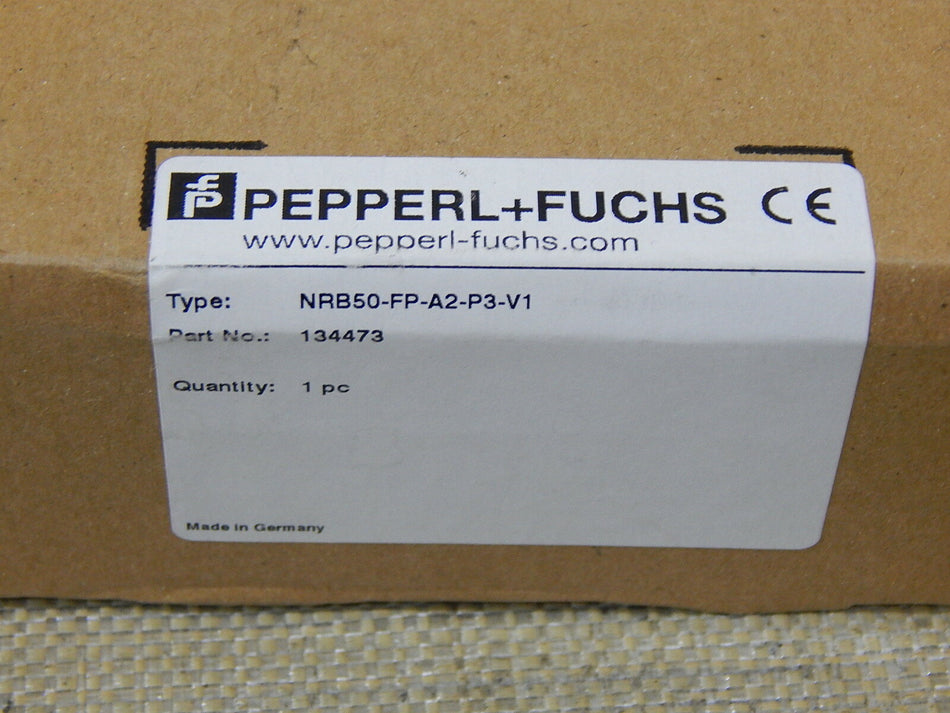 PEPPERL+FUCHS CE
www.pepperl-fuchs.com
Type: NRB50-FP-A2-P3-V1
Part No.: 134473
Quantity: 1 pc
Made in Germany